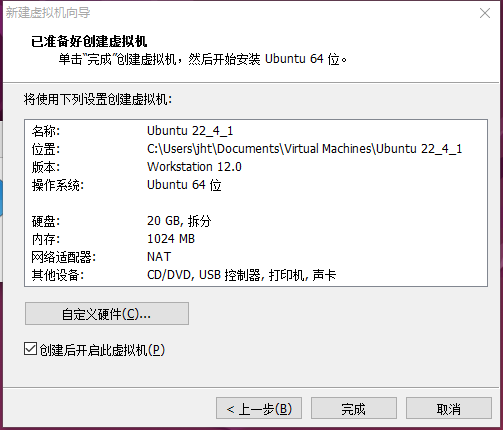 新建虚拟机向导
已准备好创建虚拟机
单击"完成"创建虚拟机，然后开始安装 Ubuntu 64 位。
将使用下列设置创建虚拟机:
名称: Ubuntu 22_4_1
位置: C:\Users\jht\Documents\Virtual Machines\Ubuntu 22_4_1
版本: Workstation 12.0
操作系统: Ubuntu 64 位
硬盘: 20 GB, 拆分
内存: 1024 MB
网络适配器: NAT
其他设备: CD/DVD, USB 控制器, 打印机, 声卡
自定义硬件(C)...
创建后开启此虚拟机(P)
< 上一步(B) 完成 取消